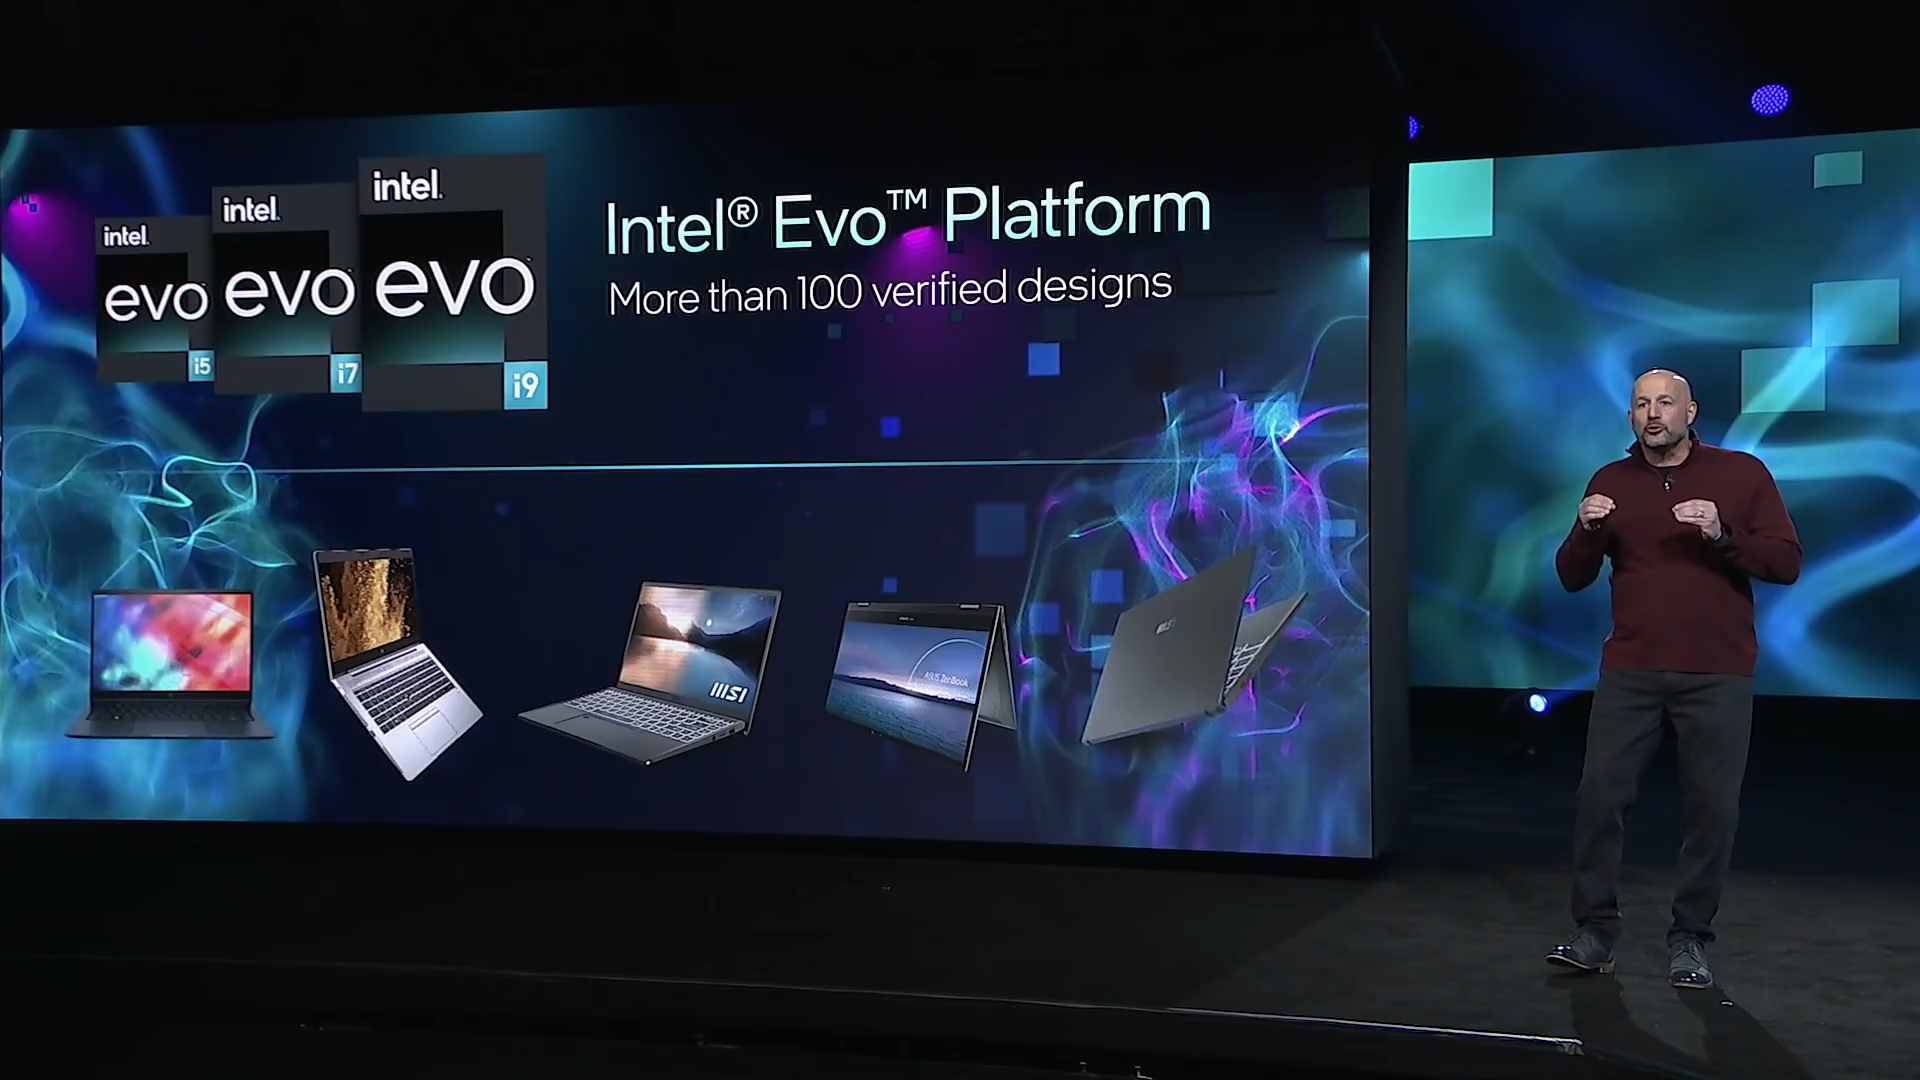 intel.
evo
i5
intel.
evo
i7
intel.
evo
i9
Intel® Evo™ Platform
More than 100 verified designs
msi
ASUS ZenBook
msi